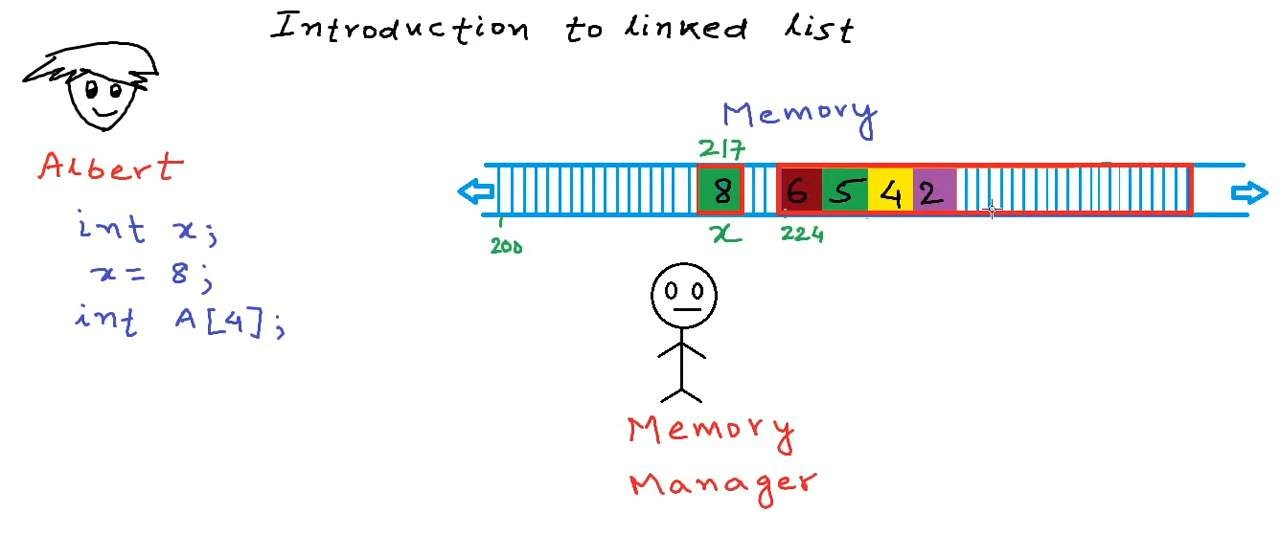 Introduction to linked list
Albert
int x;
x = 8;
int A[4];
Memory
217
8 6 5 4 2
200 x 224
Memory
Manager